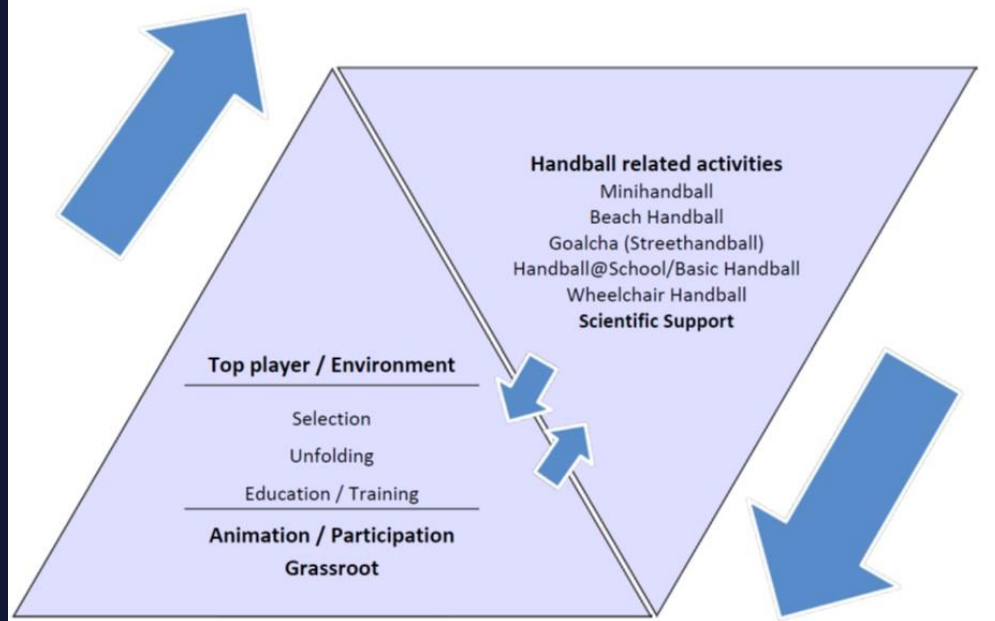 Handball related activities
Minihandball
Beach Handball
Goalcha (Streethandball)
Handball@School/Basic Handball
Wheelchair Handball
Scientific Support
Top player / Environment
Selection
Unfolding
Education / Training
Animation / Participation
Grassroot